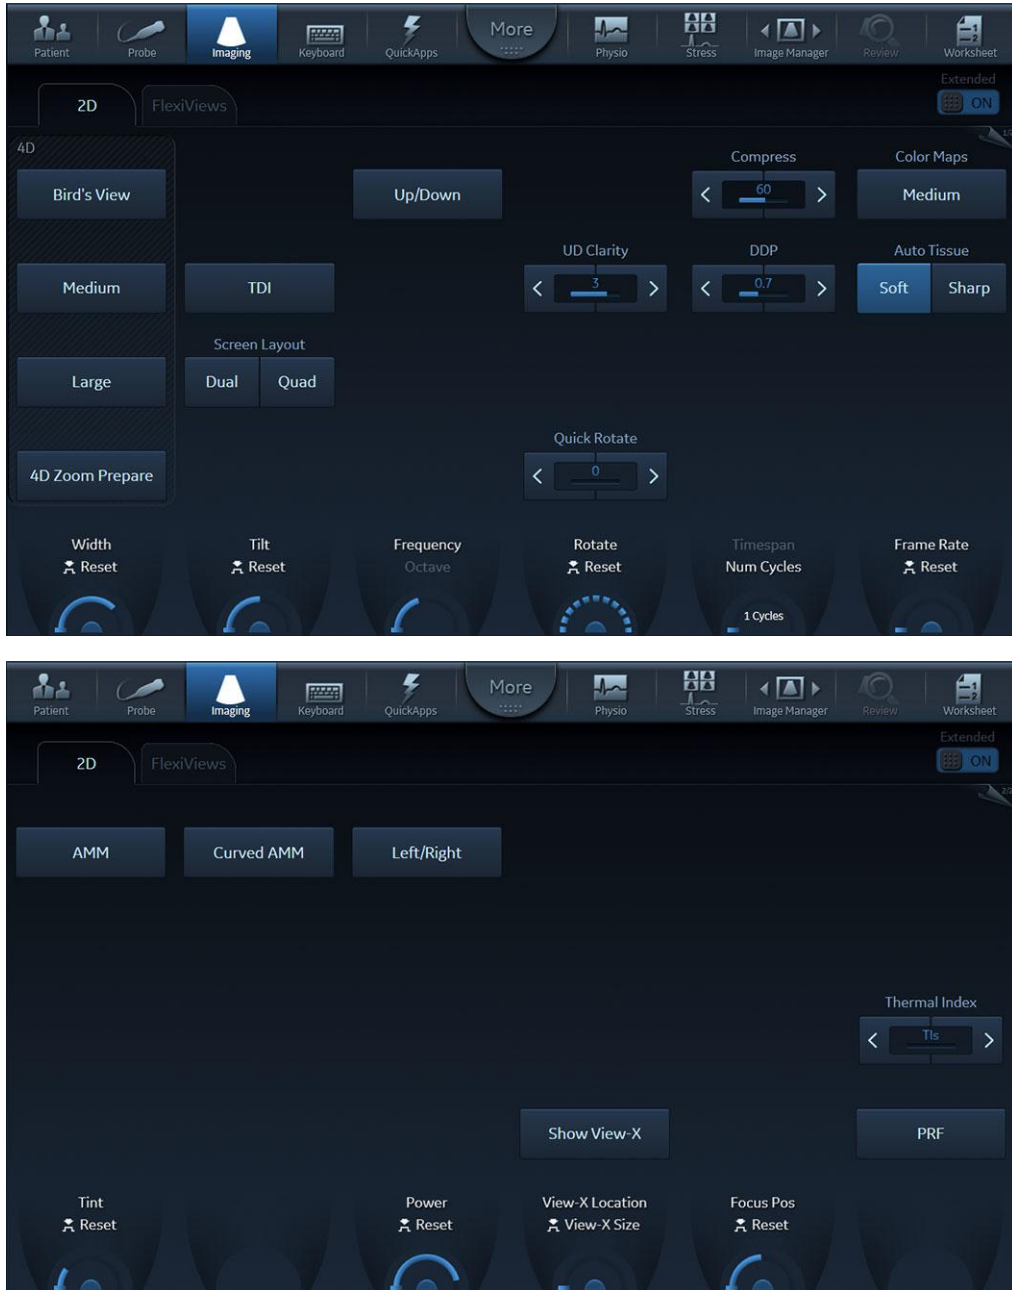 Patient Probe Imaging Keyboard QuickApps More Physio Stress Image Manager Review Worksheet
Extended
2D FlexiViews ON
1/2
4D Compress Color Maps
Bird's View Up/Down 60 Medium
UD Clarity DDP Auto Tissue
Medium TDI 3 0.7 Soft Sharp
Screen Layout
Large Dual Quad
Quick Rotate
4D Zoom Prepare 0
Width Tilt Frequency Rotate Timespan Frame Rate
Reset Reset Octave Reset Num Cycles Reset
1 Cycles
Patient Probe Imaging Keyboard QuickApps More Physio Stress Image Manager Review Worksheet
Extended
2D FlexiViews ON
2/2
AMM Curved AMM Left/Right
Thermal Index
TIs
Show View-X PRF
Tint Power View-X Location Focus Pos
Reset Reset View-X Size Reset